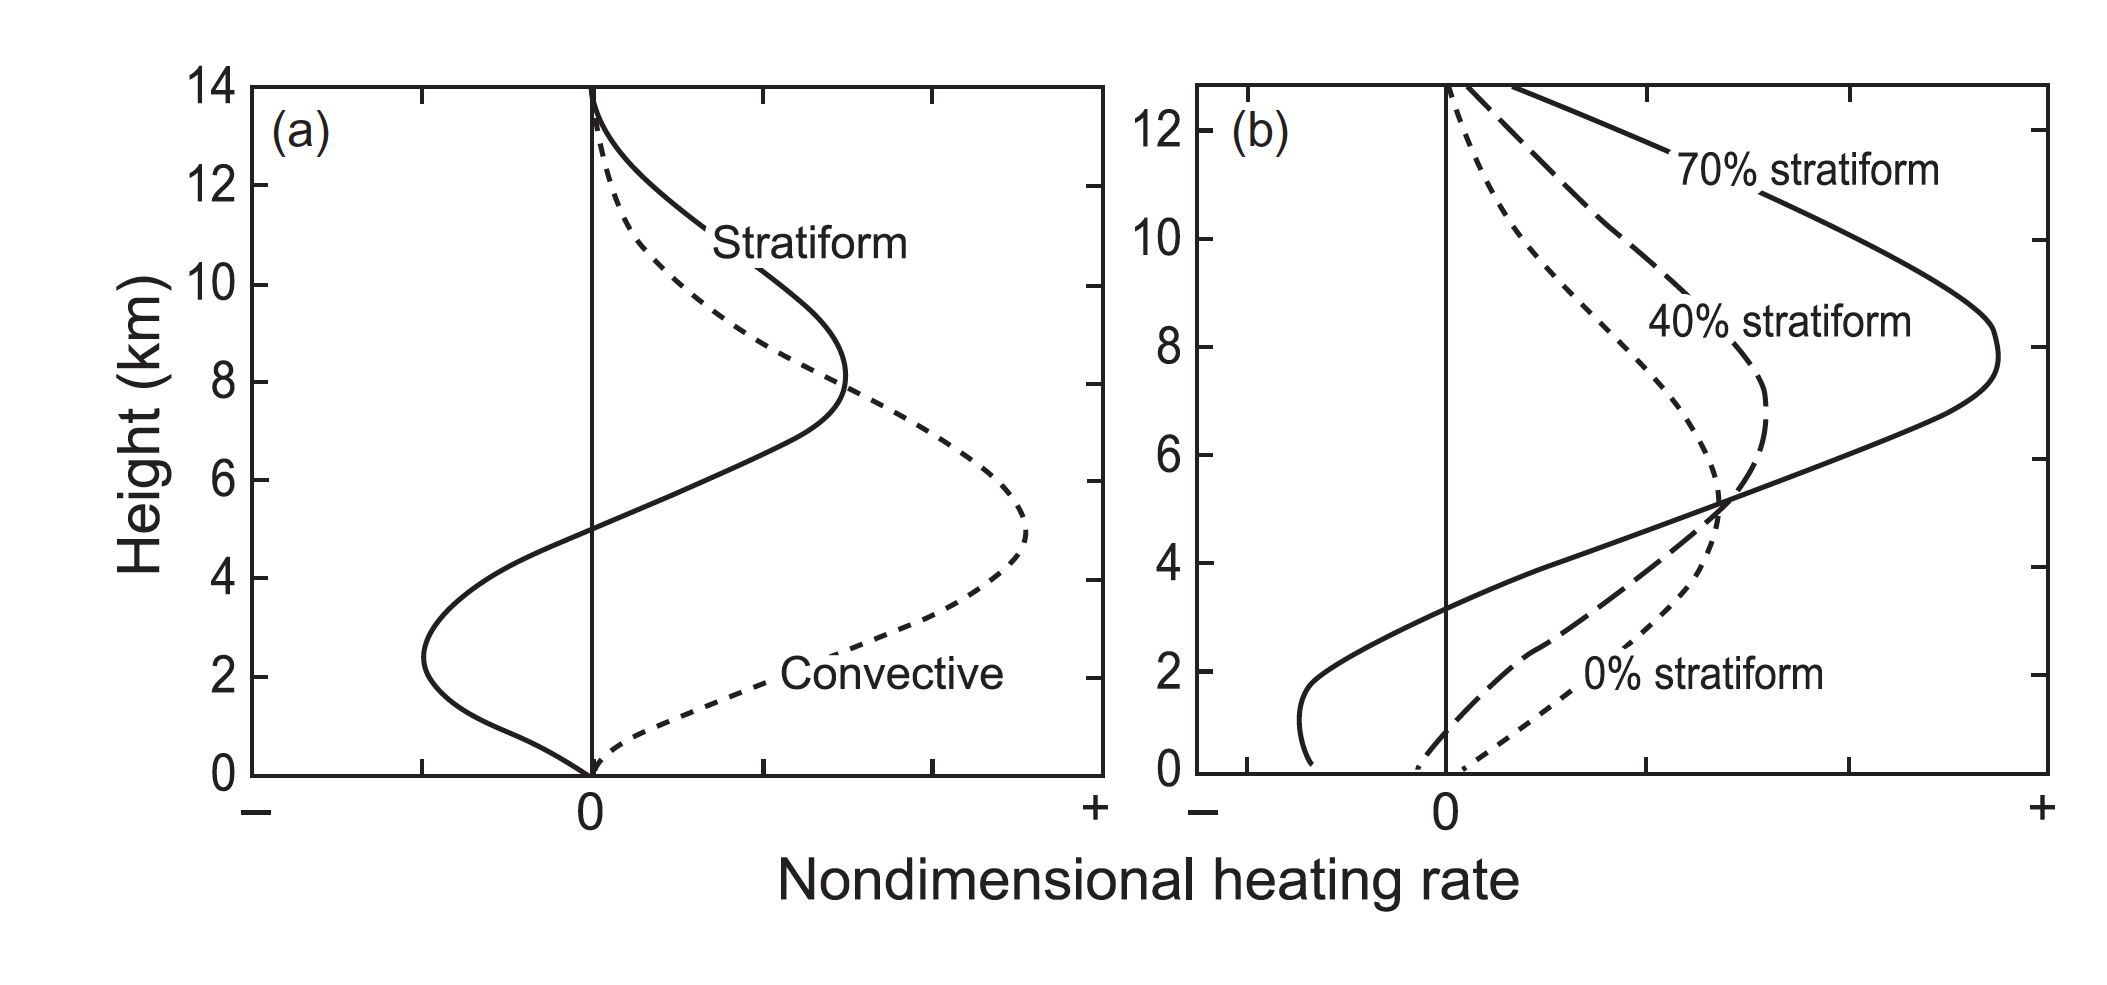 (a)
14
12
10
8
6
4
2
0
Height (km)
Stratiform
Convective
– 0 +
(b)
12
10
8
6
4
2
0
70% stratiform
40% stratiform
0% stratiform
– 0 +
Nondimensional heating rate